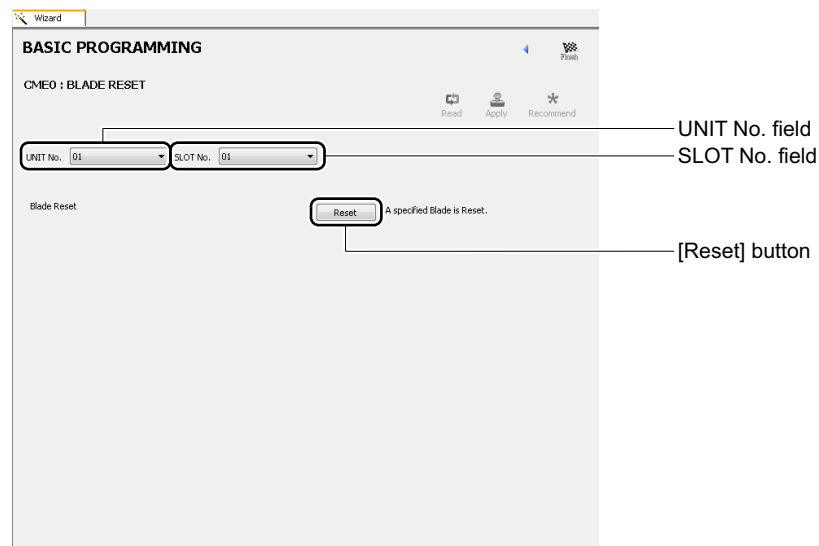 Wizard
BASIC PROGRAMMING
Finish
CME0 : BLADE RESET
Read Apply Recommend
UNIT No. field
UNIT No. 01 SLOT No. 01
SLOT No. field
Blade Reset Reset A specified Blade is Reset.
[Reset] button